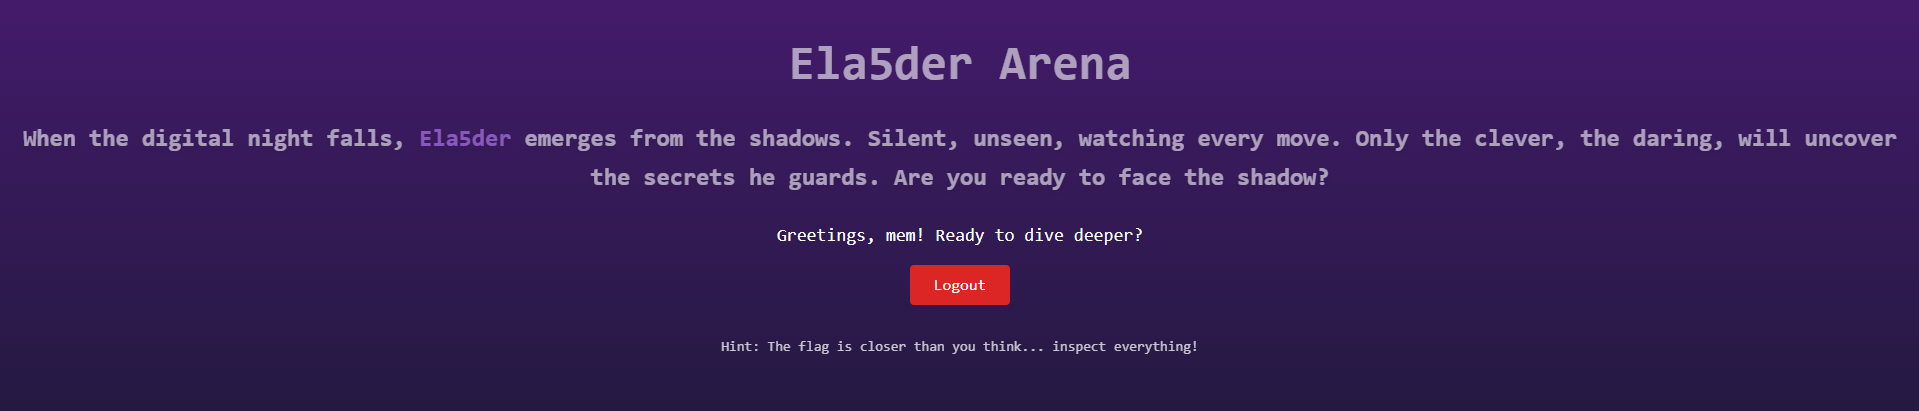 Ela5der Arena
When the digital night falls, Ela5der emerges from the shadows. Silent, unseen, watching every move. Only the clever, the daring, will uncover
the secrets he guards. Are you ready to face the shadow?
Greetings, mem! Ready to dive deeper?
Logout
Hint: The flag is closer than you think... inspect everything!